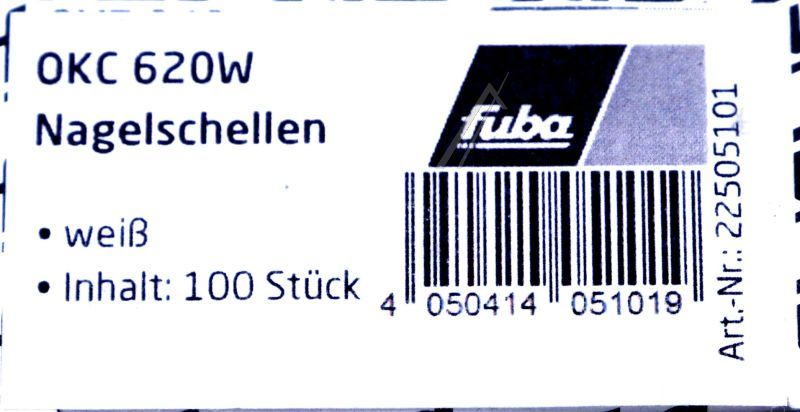 OKC 620W
Nagelschellen
• weiß
• Inhalt: 100 Stück
fuba
4 050414 051019
Art.-Nr.: 22505101